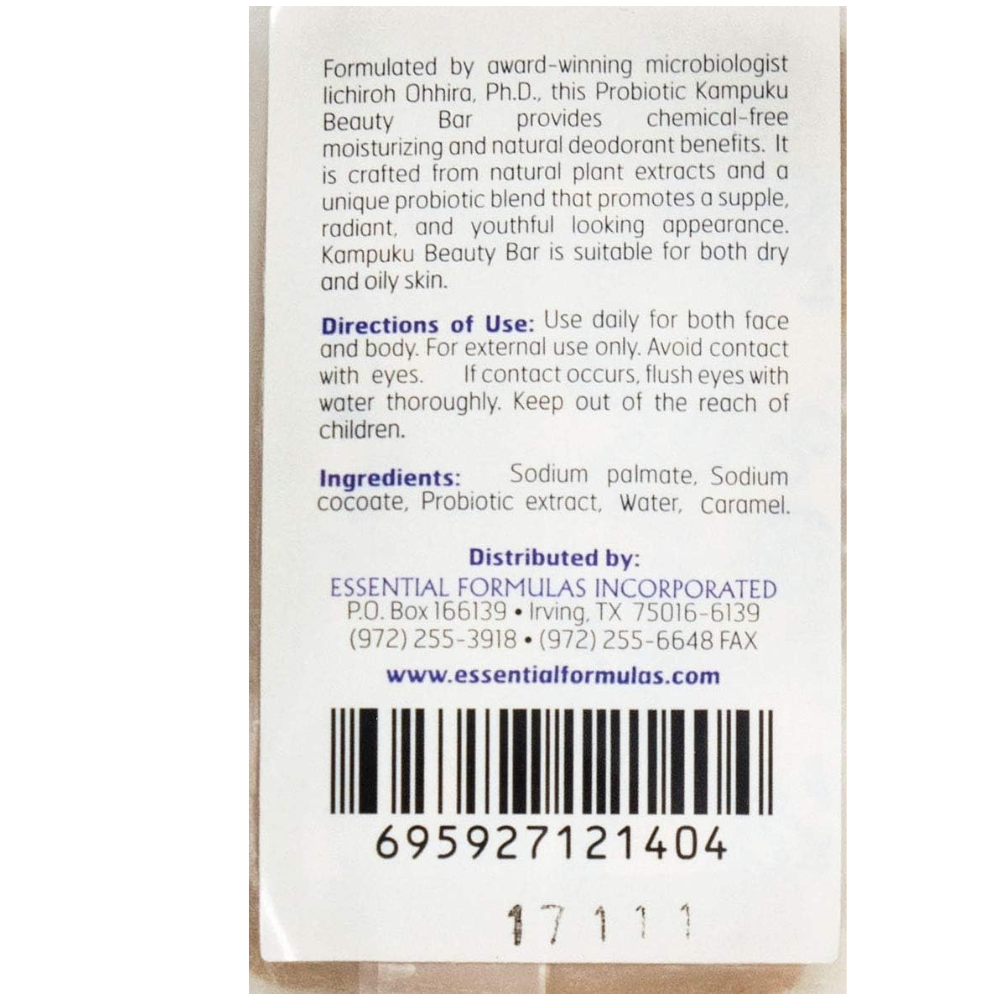 Formulated by award-winning microbiologist
Iichiroh Ohhira, Ph.D., this Probiotic Kampuku
Beauty Bar provides chemical-free
moisturizing and natural deodorant benefits. It
is crafted from natural plant extracts and a
unique probiotic blend that promotes a supple,
radiant, and youthful looking appearance.
Kampuku Beauty Bar is suitable for both dry
and oily skin.
Directions of Use: Use daily for both face
and body. For external use only. Avoid contact
with eyes. If contact occurs, flush eyes with
water thoroughly. Keep out of the reach of
children.
Ingredients: Sodium palmate, Sodium
cocoate, Probiotic extract, Water, Caramel.
Distributed by:
ESSENTIAL FORMULAS INCORPORATED
P.O. Box 166139 • Irving, TX 75016-6139
(972) 255-3918 • (972) 255-6648 FAX
www.essentialformulas.com
695927121404
17111